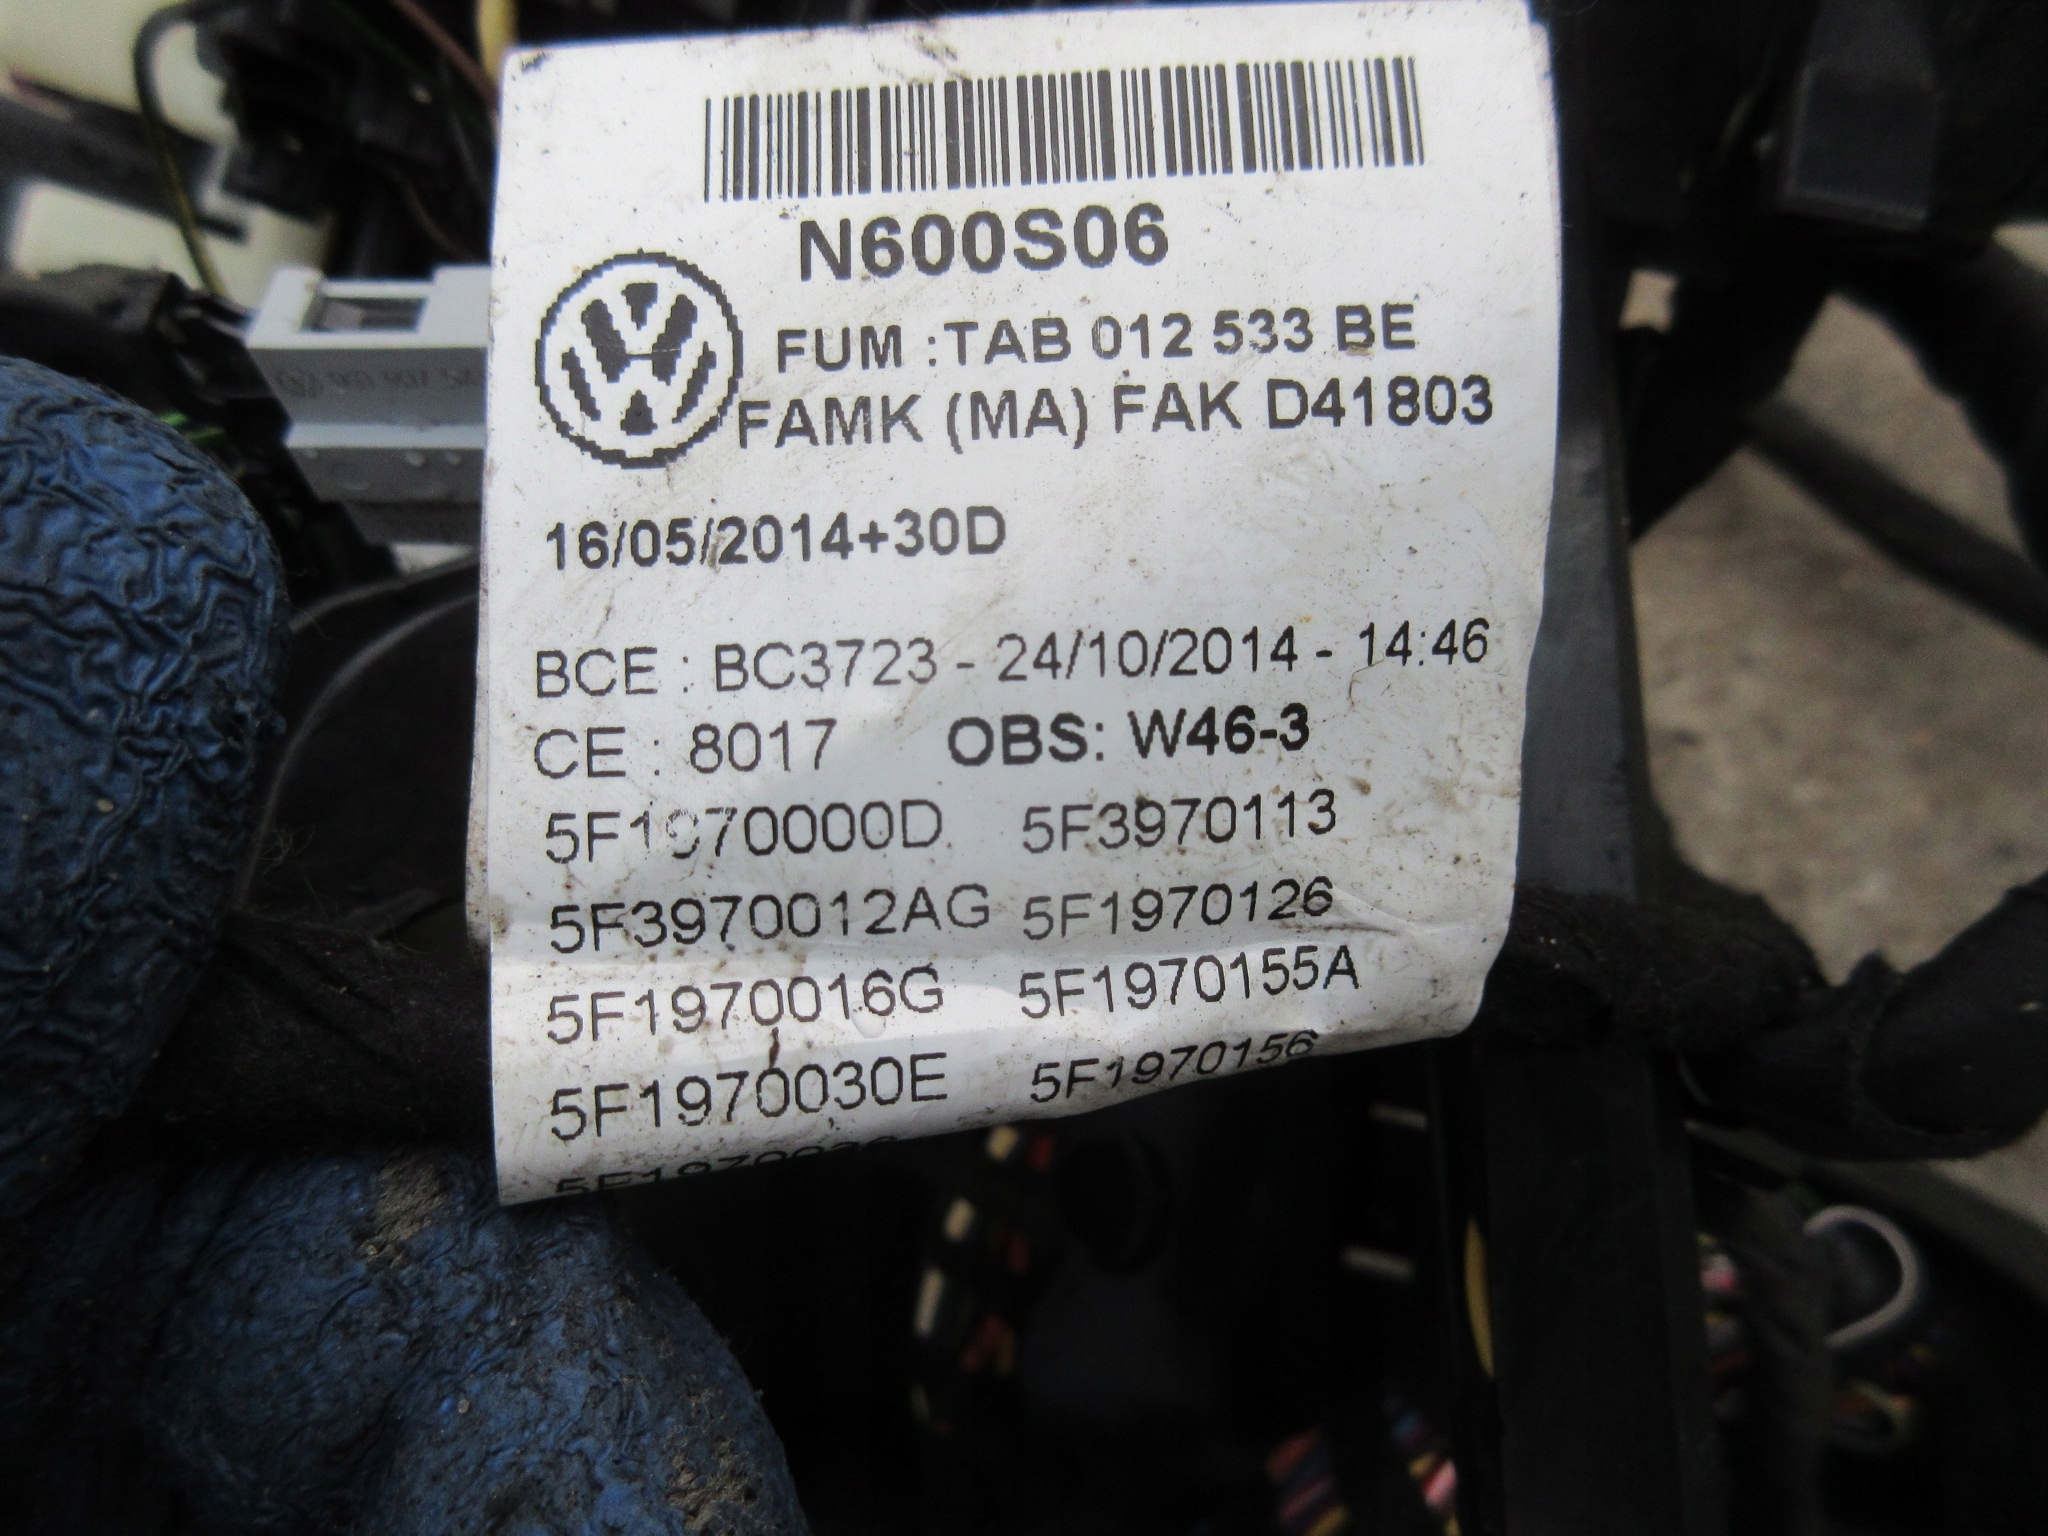 N600S06
FUM :TAB 012 533 BE
FAMK (MA) FAK D41803
16/05/2014+30D
BCE : BC3723 - 24/10/2014 - 14:46
CE : 8017 OBS: W46-3
5F1970000D 5F3970113
5F3970012AG 5F1970126
5F1970016G 5F1970155A
5F1970030E 5F1970156